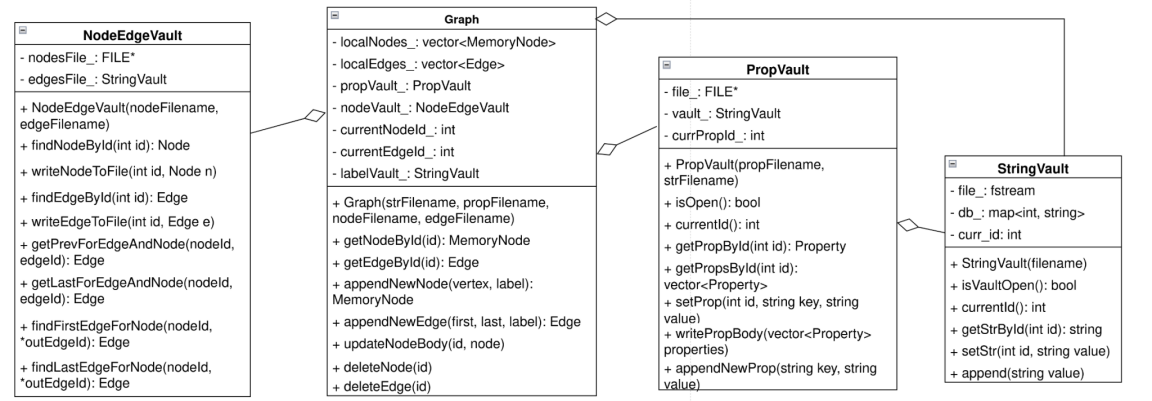 NodeEdgeVault
- nodesFile_: FILE*
- edgesFile_: StringVault
+ NodeEdgeVault(nodeFilename,
edgeFilename)
+ findNodeById(int id): Node
+ writeNodeToFile(int id, Node n)
+ findEdgeById(int id): Edge
+ writeEdgeToFile(int id, Edge e)
+ getPrevForEdgeAndNode(nodeId,
edgeId): Edge
+ getLastForEdgeAndNode(nodeId,
edgeId): Edge
+ findFirstEdgeForNode(nodeId,
*outEdgeId): Edge
+ findLastEdgeForNode(nodeId,
*outEdgeId): Edge
Graph
- localNodes_: vector<MemoryNode>
- localEdges_: vector<Edge>
- propVault_: PropVault
- nodeVault_: NodeEdgeVault
- currentNodeId_: int
- currentEdgeId_: int
- labelVault_: StringVault
+ Graph(strFilename, propFilename,
nodeFilename, edgeFilename)
+ getNodeById(id): MemoryNode
+ getEdgeById(id): Edge
+ appendNewNode(vertex, label):
MemoryNode
+ appendNewEdge(first, last, label): Edge
+ updateNodeBody(id, node)
+ deleteNode(id)
+ deleteEdge(id)
PropVault
- file_: FILE*
- vault_: StringVault
- currPropId_: int
+ PropVault(propFilename,
strFilename)
+ isOpen(): bool
+ currentId(): int
+ getPropById(int id): Property
+ getPropsById(int id):
vector<Property>
+ setProp(int id, string key, string
value)
+ writePropBody(vector<Property>
properties)
+ appendNewProp(string key, string
value)
StringVault
- file_: fstream
- db_: map<int, string>
- curr_id: int
+ StringVault(filename)
+ isVaultOpen(): bool
+ currentId(): int
+ getStrById(int id): string
+ setStr(int id, string value)
+ append(string value)